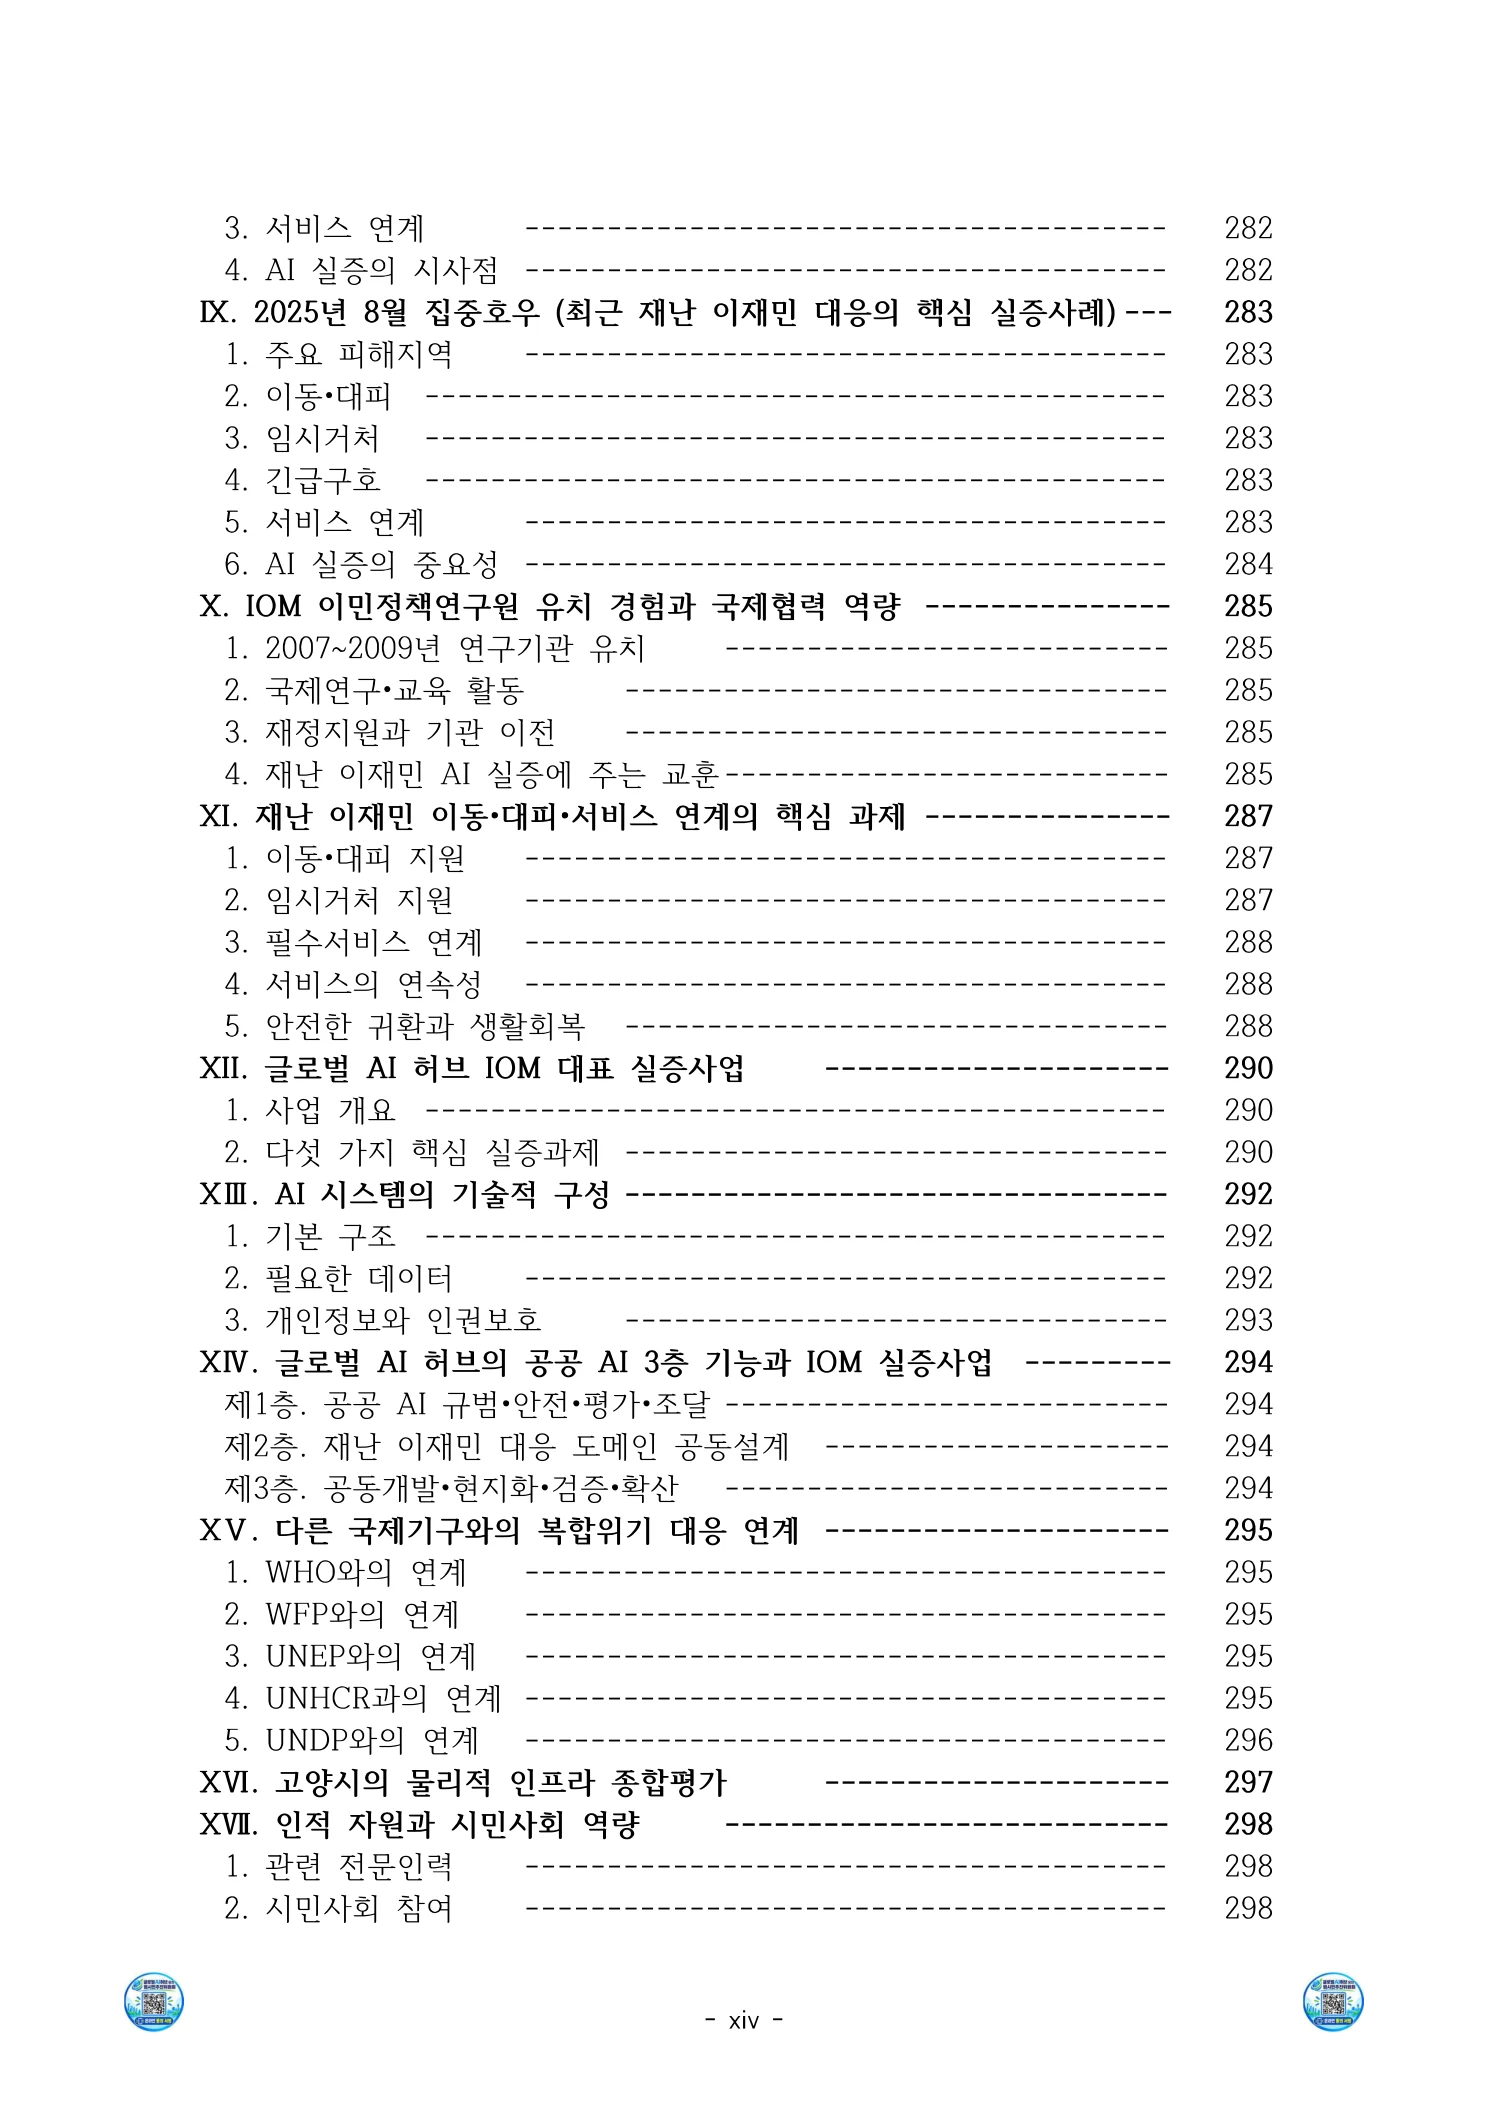 3. 서비스 연계 --------------------------------------- 282
4. AI 실증의 시사점 --------------------------------------- 282
Ⅸ. 2025년 8월 집중호우 (최근 재난 이재민 대응의 핵심 실증사례) --- 283
1. 주요 피해지역 --------------------------------------- 283
2. 이동•대피 --------------------------------------------- 283
3. 임시거처 --------------------------------------------- 283
4. 긴급구호 --------------------------------------------- 283
5. 서비스 연계 --------------------------------------- 283
6. AI 실증의 중요성 --------------------------------------- 284
X. IOM 이민정책연구원 유치 경험과 국제협력 역량 --------------- 285
1. 2007~2009년 연구기관 유치 --------------------------- 285
2. 국제연구•교육 활동 --------------------------------- 285
3. 재정지원과 기관 이전 --------------------------------- 285
4. 재난 이재민 AI 실증에 주는 교훈 --------------------------- 285
XI. 재난 이재민 이동•대피•서비스 연계의 핵심 과제 --------------- 287
1. 이동•대피 지원 --------------------------------------- 287
2. 임시거처 지원 --------------------------------------- 287
3. 필수서비스 연계 --------------------------------------- 288
4. 서비스의 연속성 --------------------------------------- 288
5. 안전한 귀환과 생활회복 --------------------------------- 288
XII. 글로벌 AI 허브 IOM 대표 실증사업 --------------------- 290
1. 사업 개요 --------------------------------------------- 290
2. 다섯 가지 핵심 실증과제 --------------------------------- 290
XⅢ. AI 시스템의 기술적 구성 --------------------------------- 292
1. 기본 구조 --------------------------------------------- 292
2. 필요한 데이터 --------------------------------------- 292
3. 개인정보와 인권보호 --------------------------------- 293
XⅣ. 글로벌 AI 허브의 공공 AI 3층 기능과 IOM 실증사업 --------- 294
제1층. 공공 AI 규범•안전•평가•조달 --------------------------- 294
제2층. 재난 이재민 대응 도메인 공동설계 --------------------- 294
제3층. 공동개발•현지화•검증•확산 --------------------------- 294
XⅤ. 다른 국제기구와의 복합위기 대응 연계 --------------------- 295
1. WHO와의 연계 --------------------------------------- 295
2. WFP와의 연계 --------------------------------------- 295
3. UNEP와의 연계 --------------------------------------- 295
4. UNHCR과의 연계 --------------------------------------- 295
5. UNDP와의 연계 --------------------------------------- 296
XⅥ. 고양시의 물리적 인프라 종합평가 --------------------- 297
XⅦ. 인적 자원과 시민사회 역량 --------------------------- 298
1. 관련 전문인력 --------------------------------------- 298
2. 시민사회 참여 --------------------------------------- 298
- xiv -